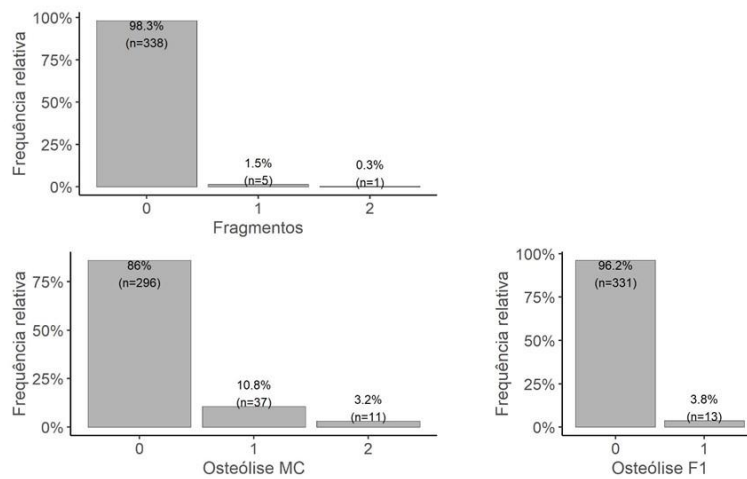 Frequência relativa
100%
75%
50%
25%
0%
98.3%
(n=338)
1.5%
(n=5)
0.3%
(n=1)
0 1 2
Fragmentos
Frequência relativa
75%
50%
25%
0%
86%
(n=296)
10.8%
(n=37)
3.2%
(n=11)
0 1 2
Osteólise MC
Frequência relativa
100%
75%
50%
25%
0%
96.2%
(n=331)
3.8%
(n=13)
0 1
Osteólise F1